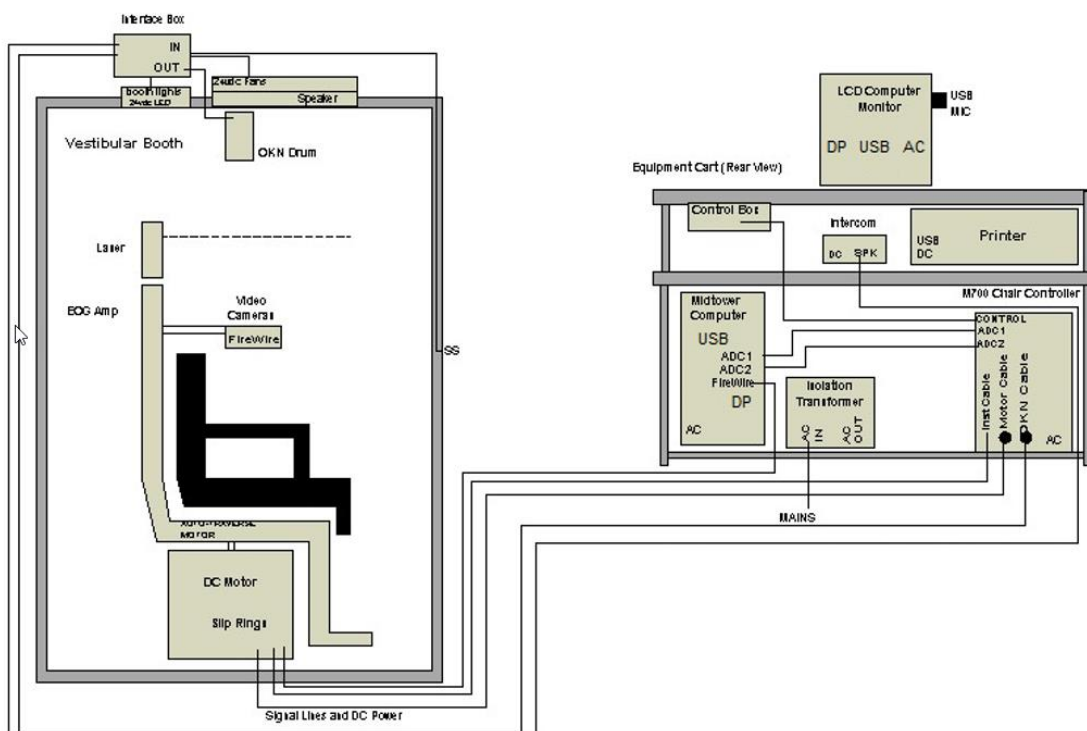 Interface Box
IN
OUT
booth lights
24vdc LED
24vdc Fans
Speaker
Vestibular Booth
OKN Drum
Laser
EOG Amp
Video
Cameras
FireWire
SS
AUTO-TRAVERSE
MOTOR
DC Motor
Slip Rings
Signal Lines and DC Power
LCD Computer
Monitor
DP USB AC
USB
MIC
Equipment Cart (Rear View)
Control Box
Intercom
DC SPK
Printer
USB
DC
M700 Chair Controller
Midtower
Computer
USB
ADC1
ADC2
FireWire
DP
AC
Isolation
Transformer
AC
IN
AC
OUT
MAINS
CONTROL
ADC1
ADC2
Inst Cable
Motor Cable
OKN Cable
AC